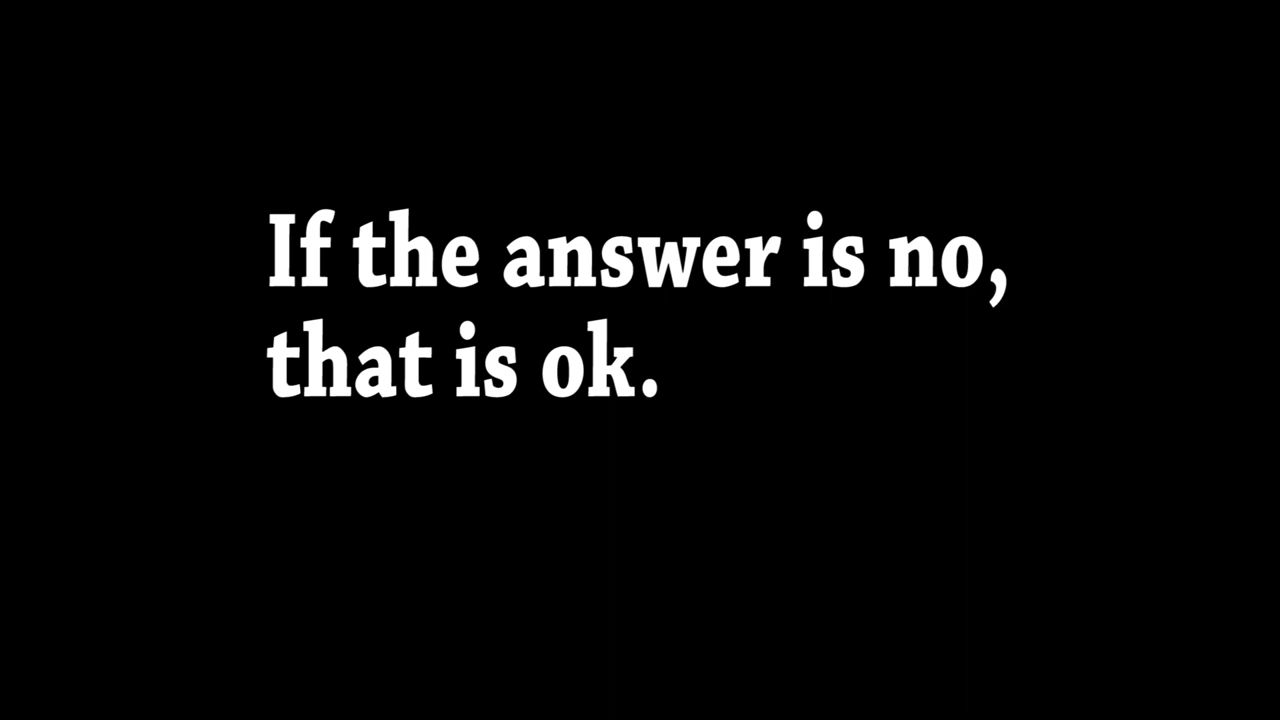 If the answer is no,
that is ok.